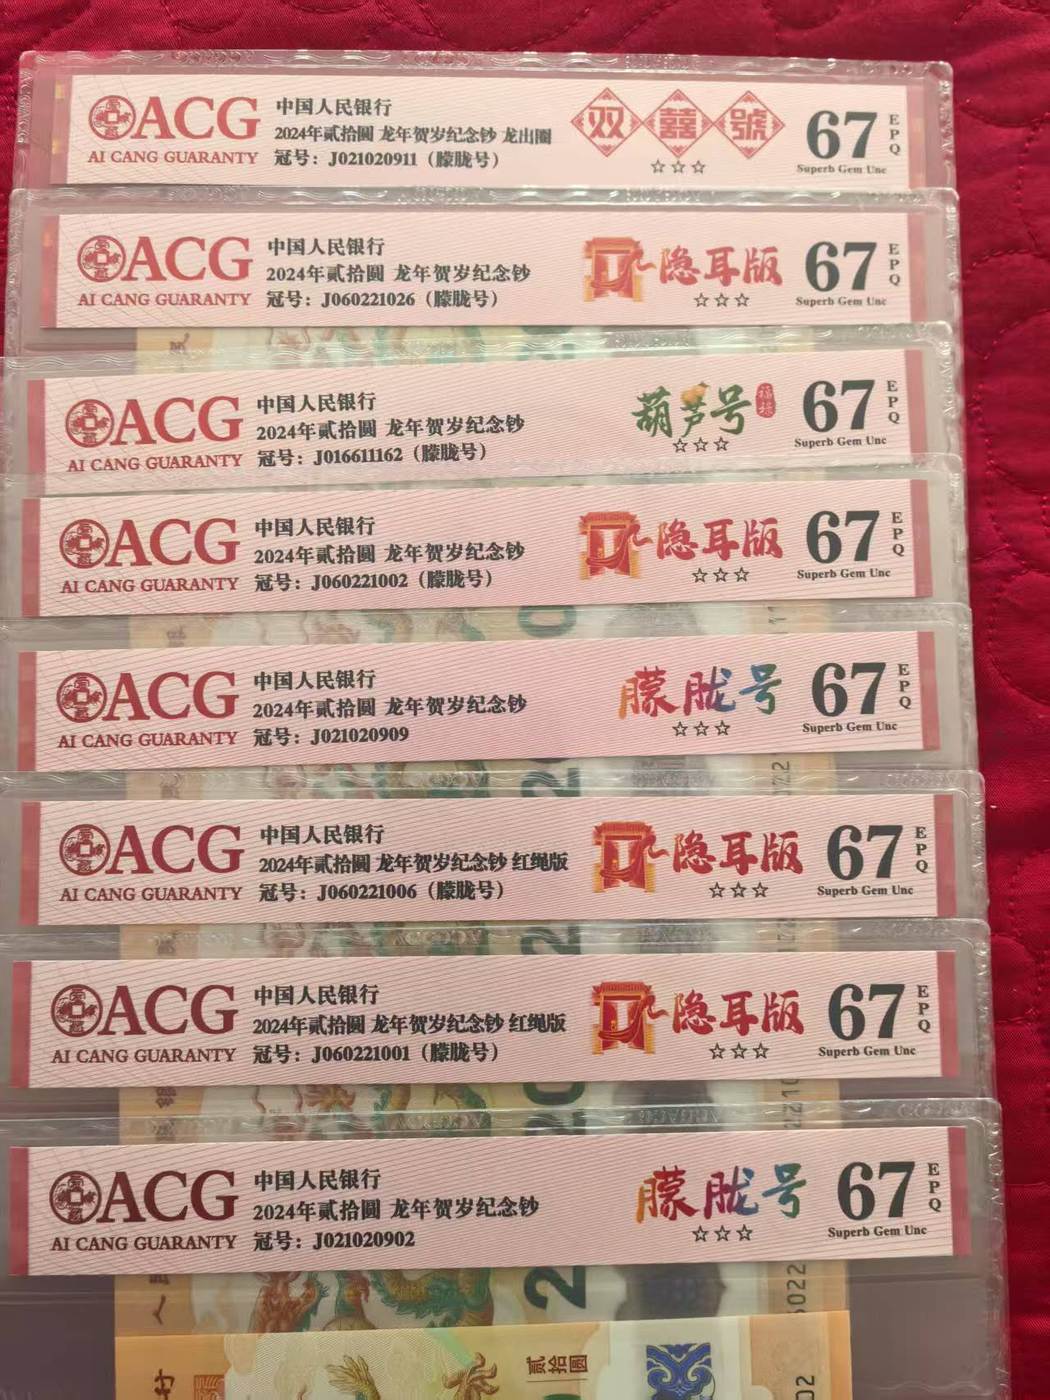 ACG
AI CANG GUARANTY
中国人民银行
2024年贰拾圆 龙年贺岁纪念钞 龙出圈
冠号：J021020911（朦胧号）
双囍號
☆☆☆
67
EPQ
Superb Gem Unc
ACG
AI CANG GUARANTY
中国人民银行
2024年贰拾圆 龙年贺岁纪念钞
冠号：J060221026（朦胧号）
隐耳版
☆☆☆
67
EPQ
Superb Gem Unc
ACG
AI CANG GUARANTY
中国人民银行
2024年贰拾圆 龙年贺岁纪念钞
冠号：J016611162（朦胧号）
葫芦号
☆☆☆
67
EPQ
Superb Gem Unc
ACG
AI CANG GUARANTY
中国人民银行
2024年贰拾圆 龙年贺岁纪念钞
冠号：J060221002（朦胧号）
隐耳版
☆☆☆
67
EPQ
Superb Gem Unc
ACG
AI CANG GUARANTY
中国人民银行
2024年贰拾圆 龙年贺岁纪念钞
冠号：J021020909
朦胧号
☆☆☆
67
EPQ
Superb Gem Unc
ACG
AI CANG GUARANTY
中国人民银行
2024年贰拾圆 龙年贺岁纪念钞 红绳版
冠号：J060221006（朦胧号）
隐耳版
☆☆☆
67
EPQ
Superb Gem Unc
ACG
AI CANG GUARANTY
中国人民银行
2024年贰拾圆 龙年贺岁纪念钞 红绳版
冠号：J060221001（朦胧号）
隐耳版
☆☆☆
67
EPQ
Superb Gem Unc
ACG
AI CANG GUARANTY
中国人民银行
2024年贰拾圆 龙年贺岁纪念钞
冠号：J021020902
朦胧号
☆☆☆
67
EPQ
Superb Gem Unc
贰拾圆